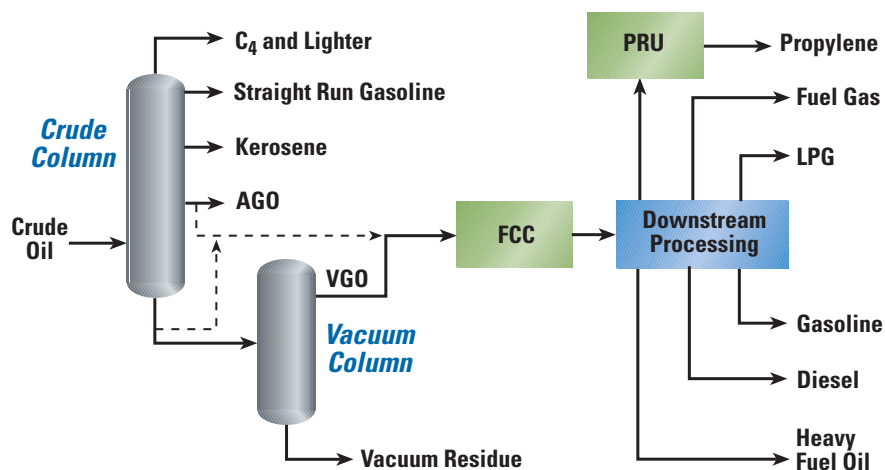 C₄ and Lighter
Straight Run Gasoline
Crude
Column
Kerosene
AGO
Crude
Oil
VGO
Vacuum
Column
Vacuum Residue
FCC
PRU
Propylene
Fuel Gas
LPG
Downstream
Processing
Gasoline
Diesel
Heavy
Fuel Oil